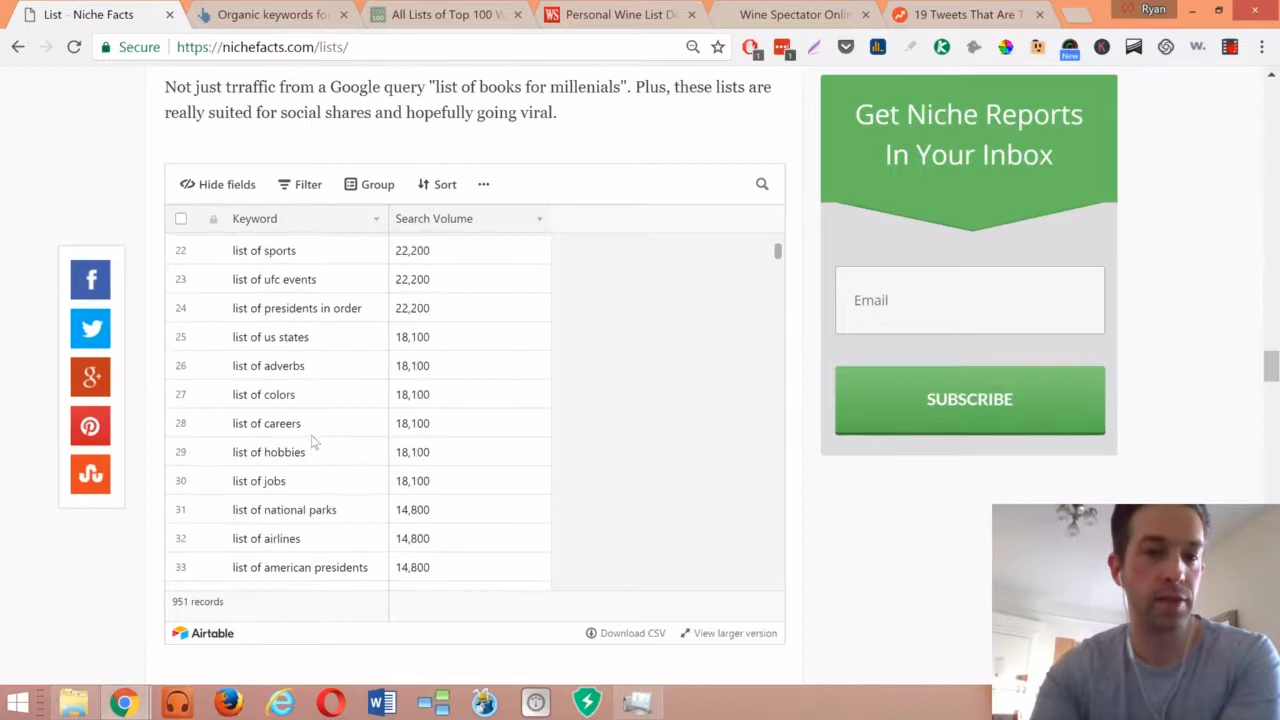 List - Niche Facts
Organic keywords fo
All Lists of Top 100 W
Personal Wine List De
Wine Spectator Onlin
19 Tweets That Are T
Ryan
Secure
https://nichefacts.com/lists/
1
1
New
W.
Not just trraffic from a Google query "list of books for millenials". Plus, these lists are
really suited for social shares and hopefully going viral.
Get Niche Reports
In Your Inbox
Email
SUBSCRIBE
Hide fields Filter Group Sort
Keyword Search Volume
22 list of sports 22,200
23 list of ufc events 22,200
24 list of presidents in order 22,200
25 list of us states 18,100
26 list of adverbs 18,100
27 list of colors 18,100
28 list of careers 18,100
29 list of hobbies 18,100
30 list of jobs 18,100
31 list of national parks 14,800
32 list of airlines 14,800
33 list of american presidents 14,800
951 records
Airtable
Download CSV View larger version